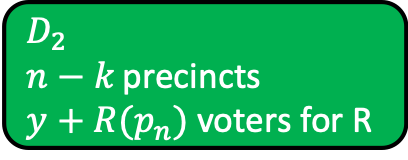 D₂
n − k precincts
y + R(pₙ) voters for R